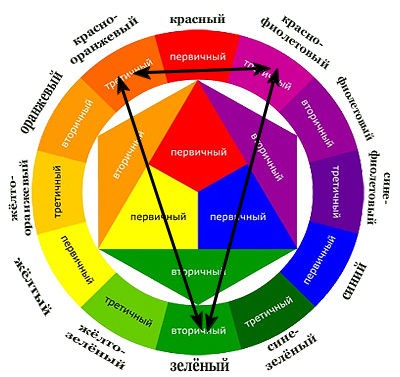 красный
красно-
фиолетовый
фиолетовый
сине-
фиолетовый
синий
сине-
зелёный
зелёный
жёлто-
зелёный
жёлтый
жёлто-
оранжевый
оранжевый
красно-
оранжевый
первичный
третичный
вторичный
третичный
первичный
третичный
вторичный
третичный
первичный
третичный
вторичный
третичный
первичный
вторичный
вторичный
первичный
первичный
вторичный